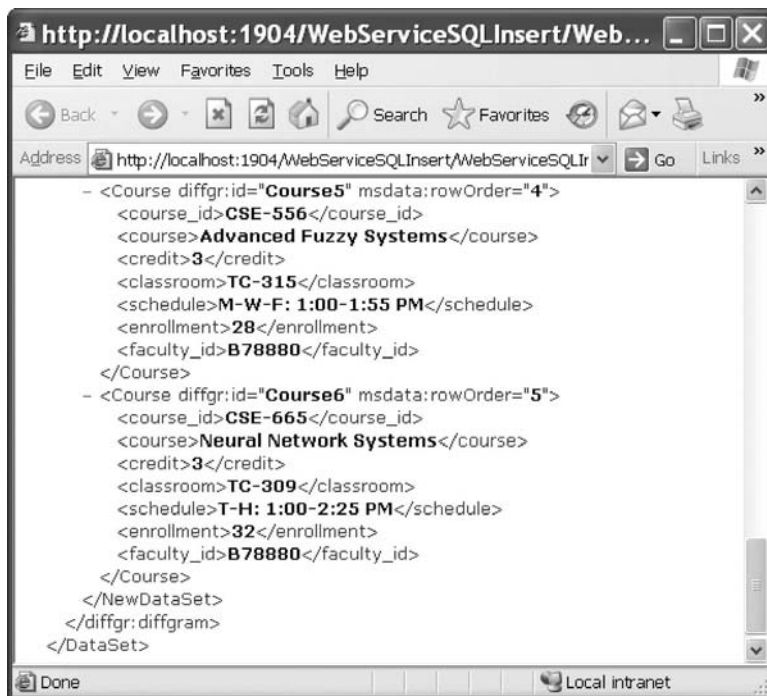 http://localhost:1904/WebServiceSQLInsert/Web...
File Edit View Favorites Tools Help
Back Search Favorites »
Address http://localhost:1904/WebServiceSQLInsert/WebServiceSQLIr Go Links »
– <Course diffgr:id="Course5" msdata:rowOrder="4">
<course_id>CSE-556</course_id>
<course>Advanced Fuzzy Systems</course>
<credit>3</credit>
<classroom>TC-315</classroom>
<schedule>M-W-F: 1:00-1:55 PM</schedule>
<enrollment>28</enrollment>
<faculty_id>B78880</faculty_id>
</Course>
– <Course diffgr:id="Course6" msdata:rowOrder="5">
<course_id>CSE-665</course_id>
<course>Neural Network Systems</course>
<credit>3</credit>
<classroom>TC-309</classroom>
<schedule>T-H: 1:00-2:25 PM</schedule>
<enrollment>32</enrollment>
<faculty_id>B78880</faculty_id>
</Course>
</NewDataSet>
</diffgr:diffgram>
</DataSet>
Done Local intranet